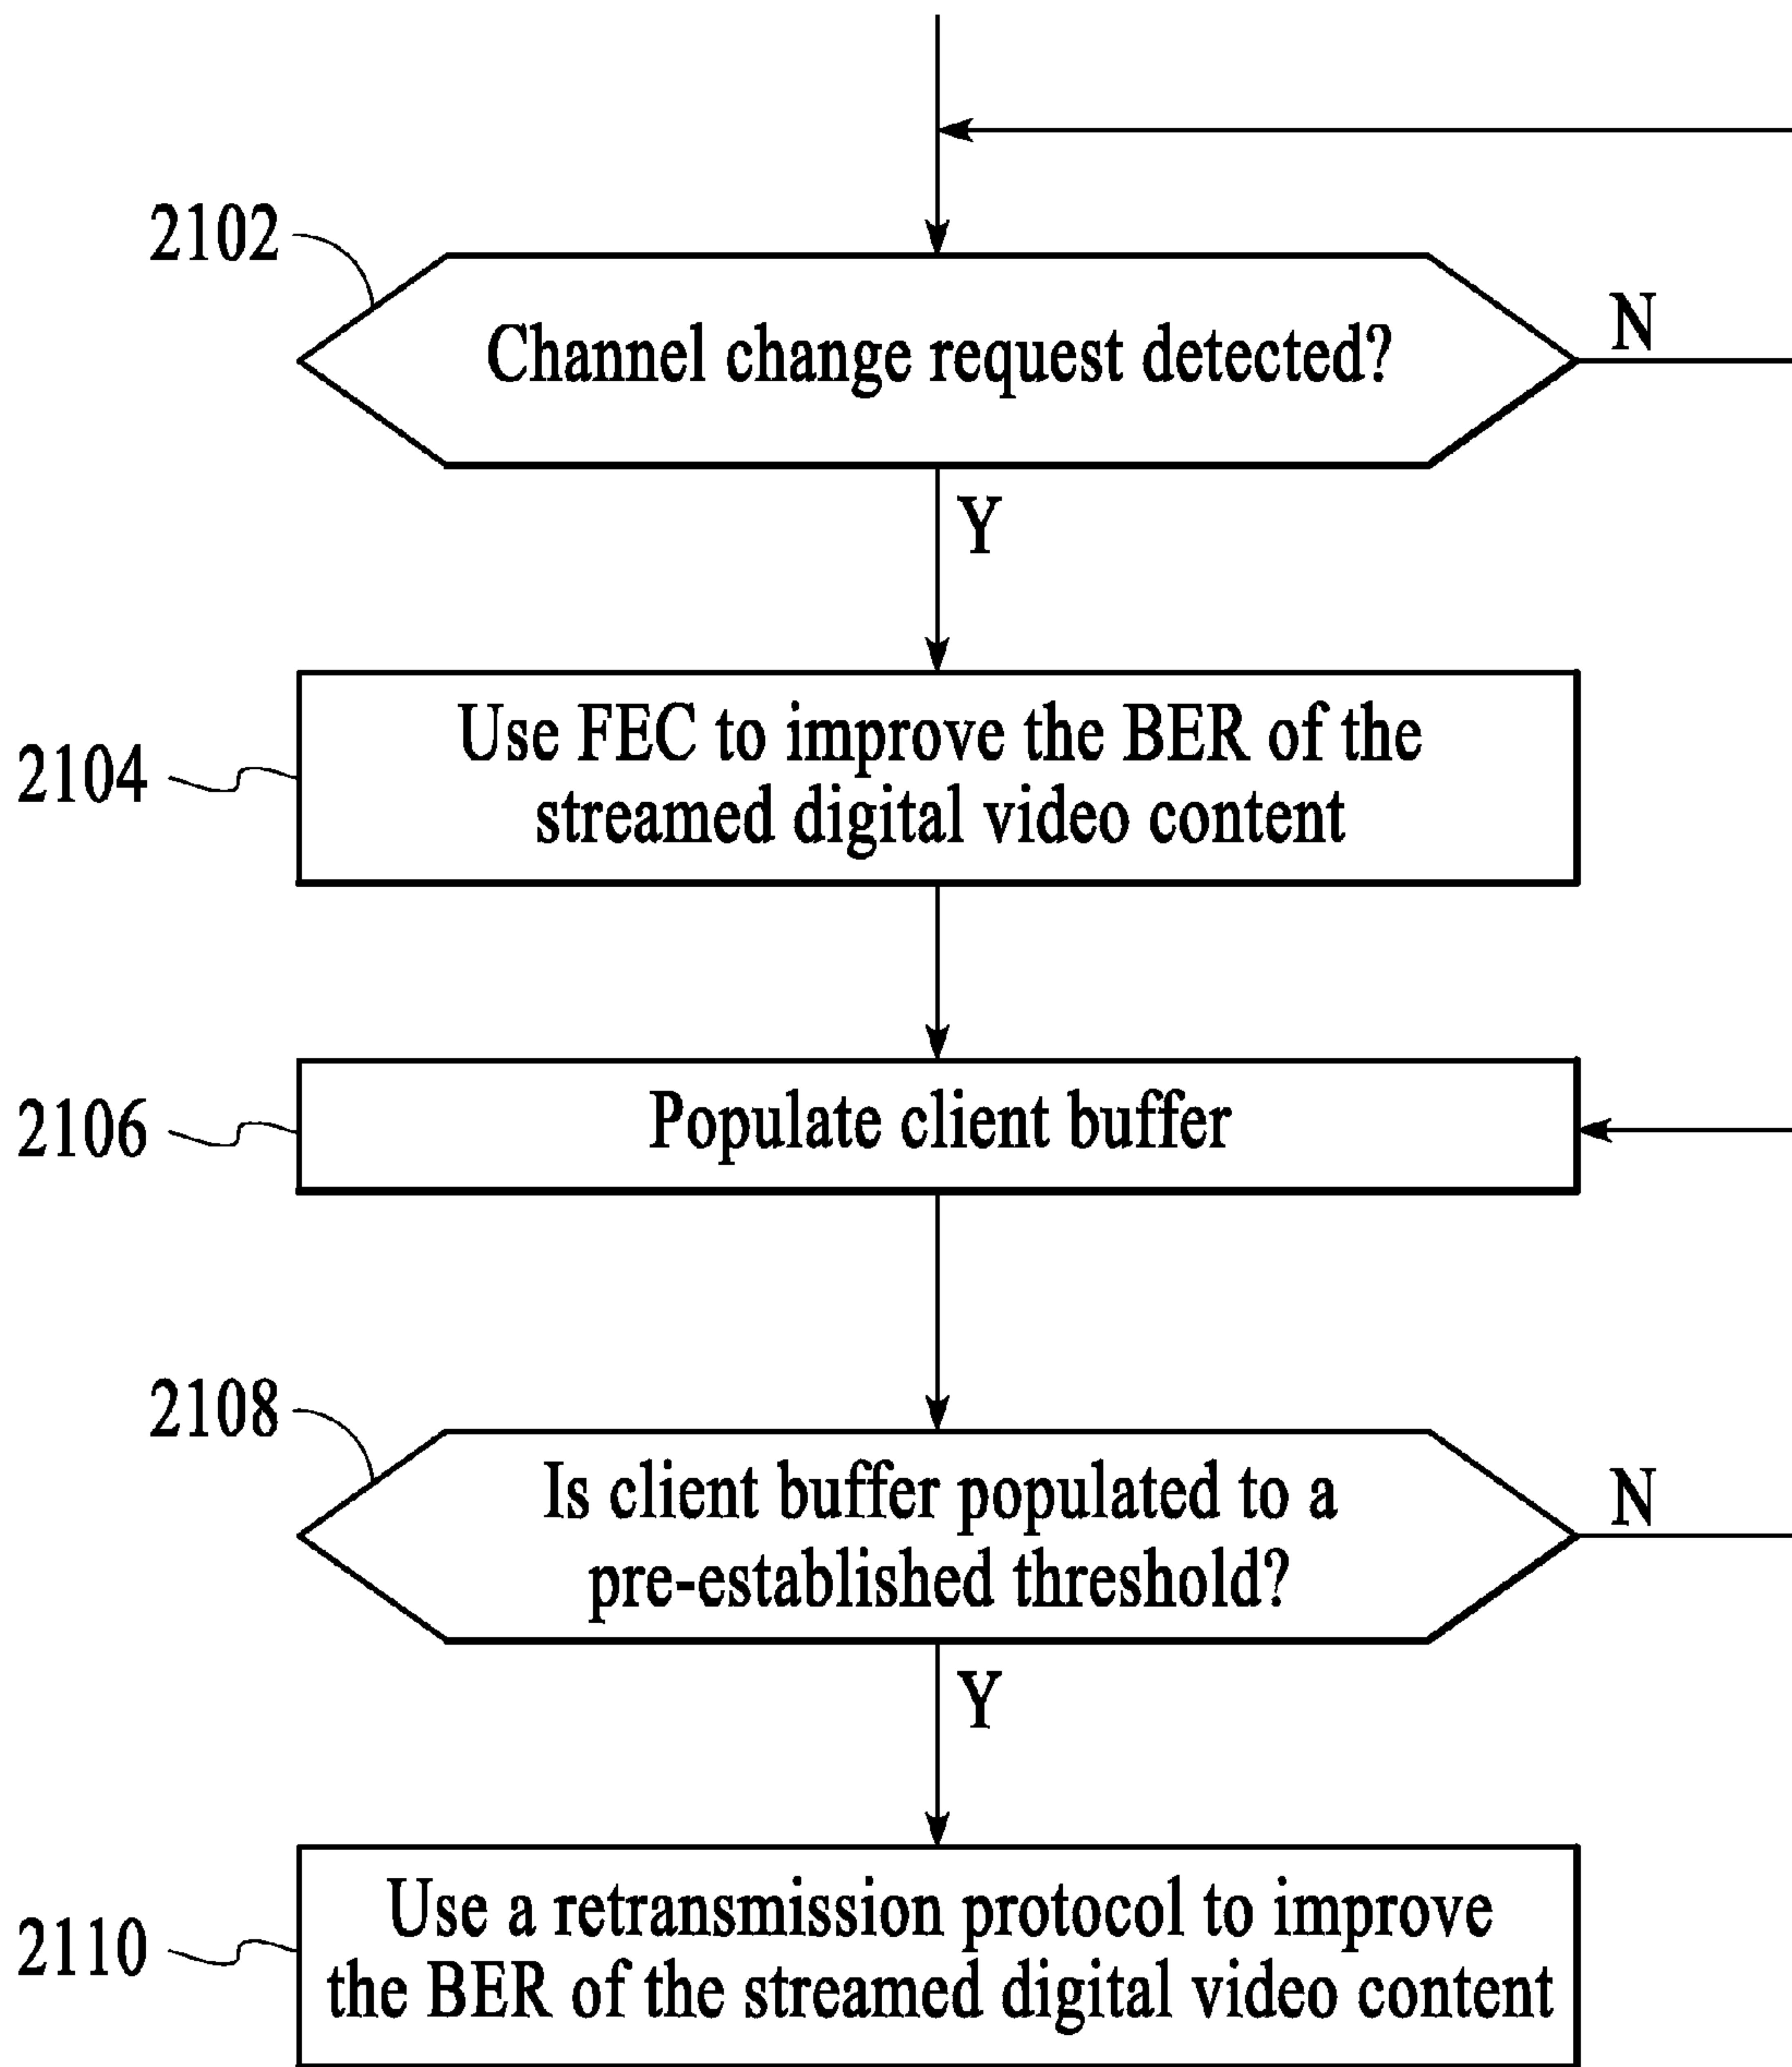 2102
Channel change request detected?
N
Y
2104
Use FEC to improve the BER of the
streamed digital video content
2106
Populate client buffer
2108
Is client buffer populated to a
pre-established threshold?
N
Y
2110
Use a retransmission protocol to improve
the BER of the streamed digital video content